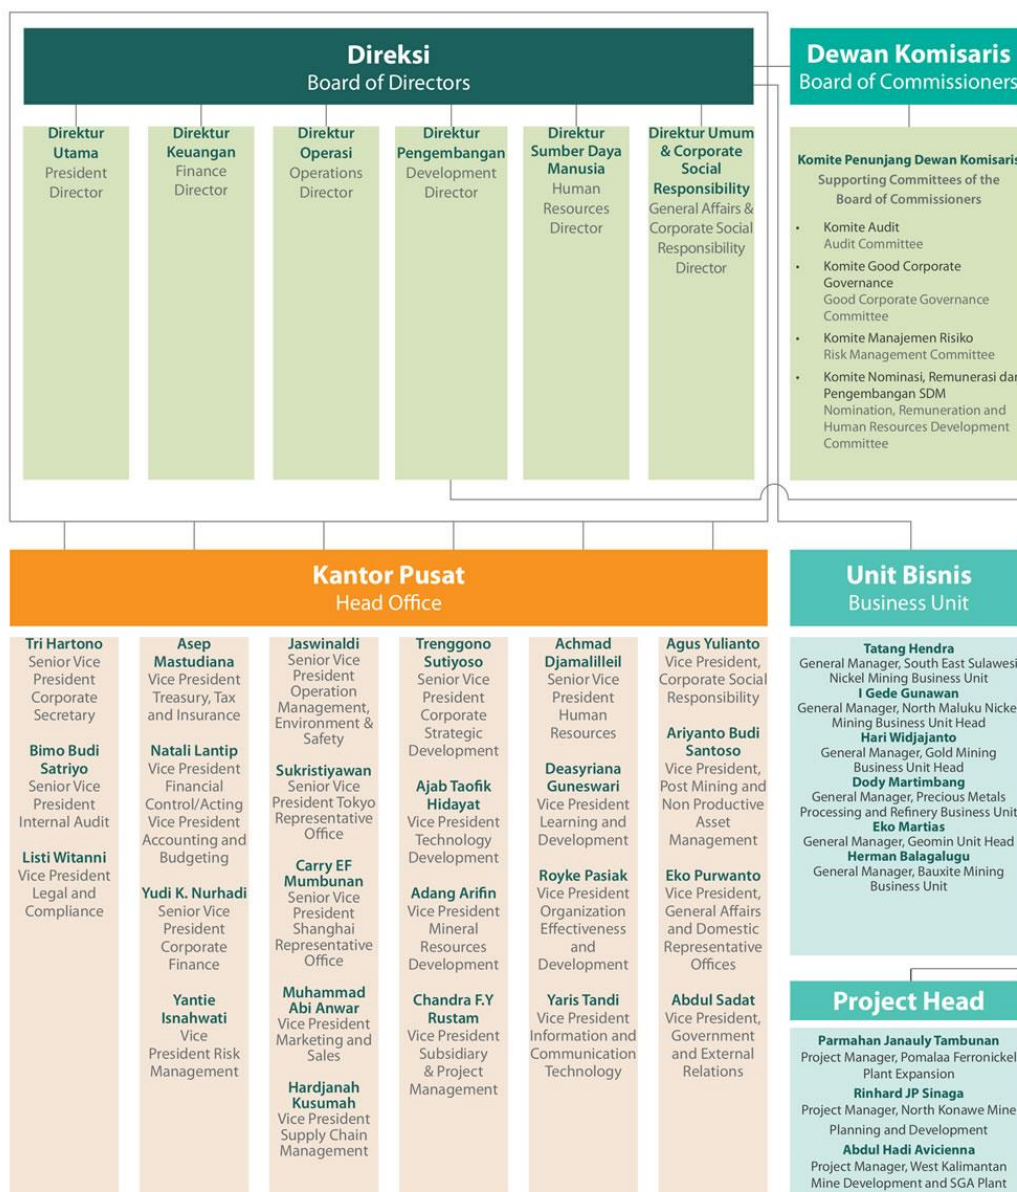 Direksi
Board of Directors
Dewan Komisaris
Board of Commissioners
Direktur
Utama
President
Director
Direktur
Keuangan
Finance
Director
Direktur
Operasi
Operations
Director
Direktur
Pengembangan
Development
Director
Direktur
Sumber Daya
Manusia
Human
Resources
Director
Direktur Umum
& Corporate
Social
Responsibility
General Affairs &
Corporate Social
Responsibility
Director
Komite Penunjang Dewan Komisaris
Supporting Committees of the
Board of Commissioners
• Komite Audit
Audit Committee
• Komite Good Corporate
Governance
Good Corporate Governance
Committee
• Komite Manajemen Risiko
Risk Management Committee
• Komite Nominasi, Remunerasi dan
Pengembangan SDM
Nomination, Remuneration and
Human Resources Development
Committee
Kantor Pusat
Head Office
Unit Bisnis
Business Unit
Tri Hartono
Senior Vice
President
Corporate
Secretary
Bimo Budi
Satriyo
Senior Vice
President
Internal Audit
Listi Witanni
Vice President
Legal and
Compliance
Asep
Mastudiana
Vice President
Treasury, Tax
and Insurance
Natali Lantip
Vice President
Financial
Control/Acting
Vice President
Accounting and
Budgeting
Yudi K. Nurhadi
Senior Vice
President
Corporate
Finance
Yantie
Isnahwati
Vice
President Risk
Management
Jaswinaldi
Senior Vice
President
Operation
Management,
Environment &
Safety
Sukristiyawan
Senior Vice
President Tokyo
Representative
Office
Carry EF
Mumbunan
Senior Vice
President
Shanghai
Representative
Office
Muhammad
Abi Anwar
Vice President
Marketing and
Sales
Hardjanah
Kusumah
Vice President
Supply Chain
Management
Trenggono
Sutiyoso
Senior Vice
President
Corporate
Strategic
Development
Ajab Taofik
Hidayat
Vice President
Technology
Development
Adang Arifin
Vice President
Mineral
Resources
Development
Chandra F.Y
Rustam
Vice President
Subsidiary
& Project
Management
Achmad
Djamalilleil
Senior Vice
President
Human
Resources
Deasyriana
Guneswari
Vice President
Learning and
Development
Royke Pasiak
Vice President
Organization
Effectiveness
and
Development
Yaris Tandi
Vice President
Information and
Communication
Technology
Agus Yulianto
Vice President,
Corporate Social
Responsibility
Ariyanto Budi
Santoso
Vice President,
Post Mining and
Non Productive
Asset
Management
Eko Purwanto
Vice President,
General Affairs
and Domestic
Representative
Offices
Abdul Sadat
Vice President,
Government
and External
Relations
Tatang Hendra
General Manager, South East Sulawesi
Nickel Mining Business Unit
I Gede Gunawan
General Manager, North Maluku Nickel
Mining Business Unit Head
Hari Widjajanto
General Manager, Gold Mining
Business Unit Head
Dody Martimbang
General Manager, Precious Metals
Processing and Refinery Business Unit
Eko Martias
General Manager, Geomin Unit Head
Herman Balagalugu
General Manager, Bauxite Mining
Business Unit
Project Head
Parmahan Janauly Tambunan
Project Manager, Pomalaa Ferronickel
Plant Expansion
Rinhard JP Sinaga
Project Manager, North Konawe Mine
Planning and Development
Abdul Hadi Avicienna
Project Manager, West Kalimantan
Mine Development and SGA Plant